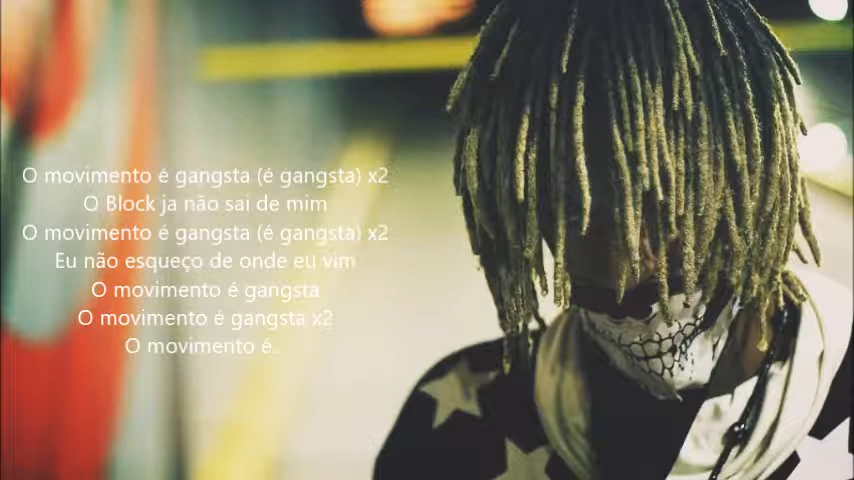 O movimento é gangsta (é gangsta) x2
O Block ja não sai de mim
O movimento é gangsta (é gangsta) x2
Eu não esqueço de onde eu vim
O movimento é gangsta
O movimento é gangsta x2
O movimento é..